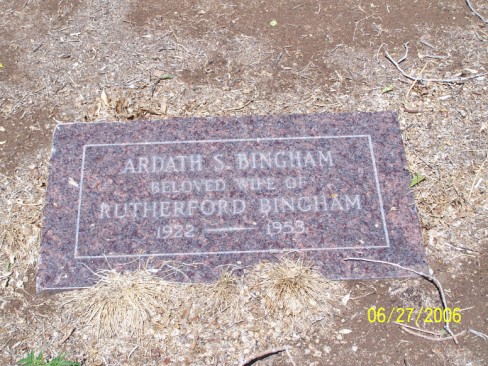 ARDATH S. BINGHAM
BELOVED WIFE OF
RUTHERFORD BINGHAM
1922 — 1953
06/27/2006